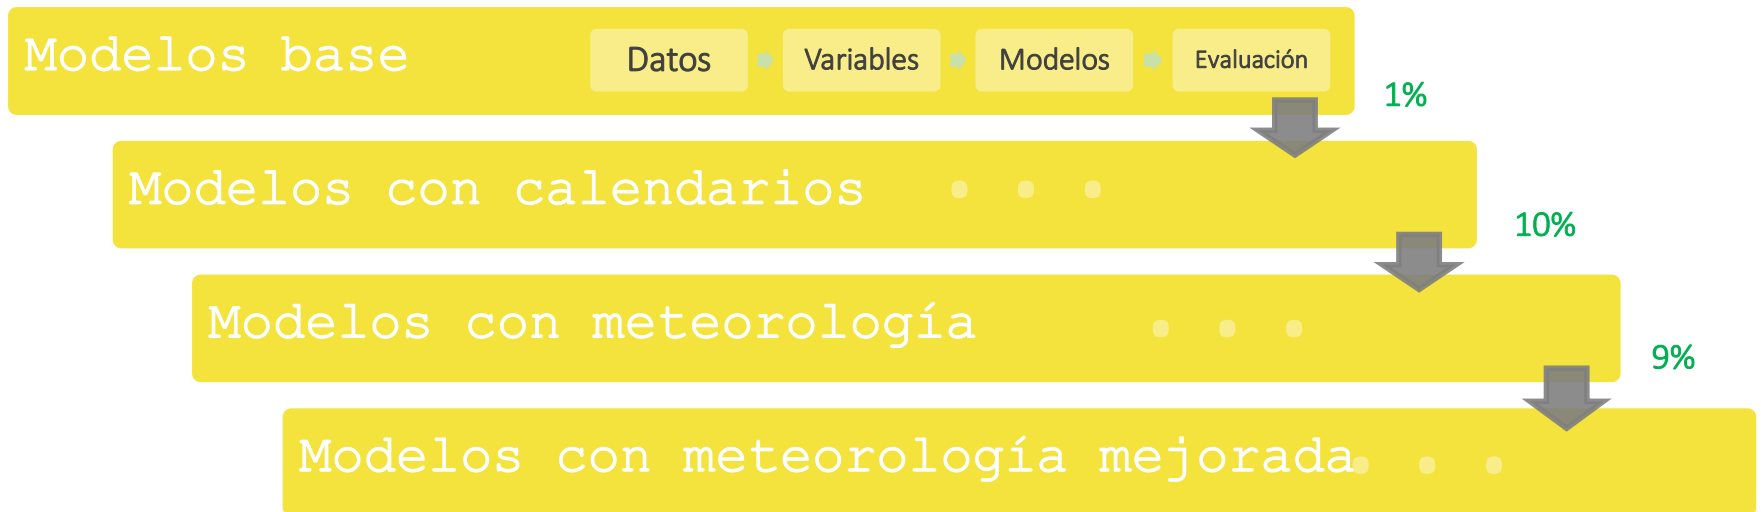 Modelos base Datos Variables Modelos Evaluación
1%
Modelos con calendarios . . .
10%
Modelos con meteorología . . .
9%
Modelos con meteorología mejorada. . .